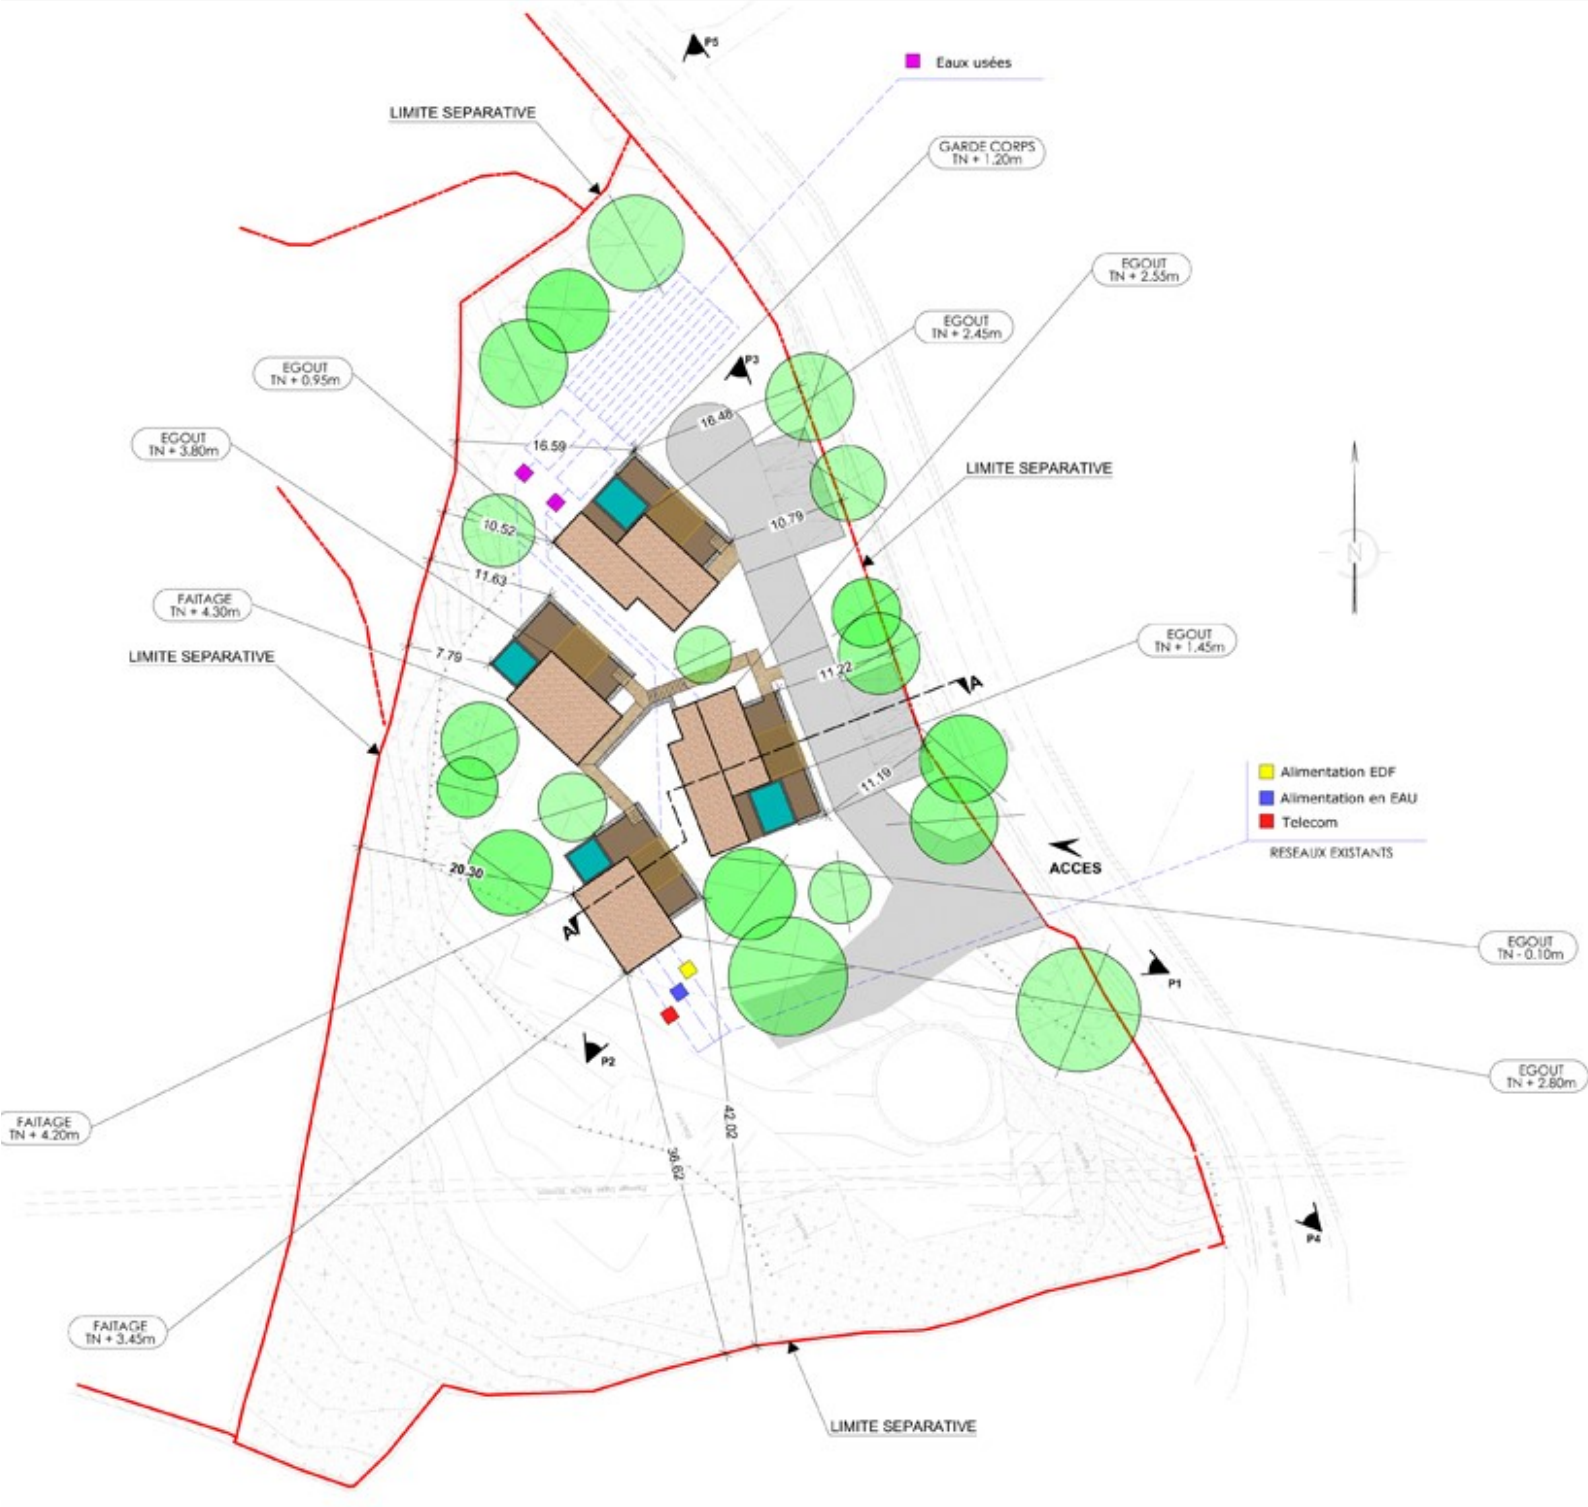 P5
Eaux usées
LIMITE SEPARATIVE
GARDE CORPS
TN + 1.20m
EGOUT
TN + 2.55m
EGOUT
TN + 2.45m
P3
EGOUT
TN + 0.95m
16.48
EGOUT
TN + 3.80m
16.59
LIMITE SEPARATIVE
10.52
10.79
N
11.63
FAITAGE
TN + 4.30m
EGOUT
TN + 1.45m
LIMITE SEPARATIVE
7.79
11.22
A
11.19
Alimentation EDF
Alimentation en EAU
Telecom
RESEAUX EXISTANTS
ACCES
20.30
A
EGOUT
TN - 0.10m
P1
P2
EGOUT
TN + 2.80m
FAITAGE
TN + 4.20m
42.02
36.62
P4
FAITAGE
TN + 3.45m
LIMITE SEPARATIVE